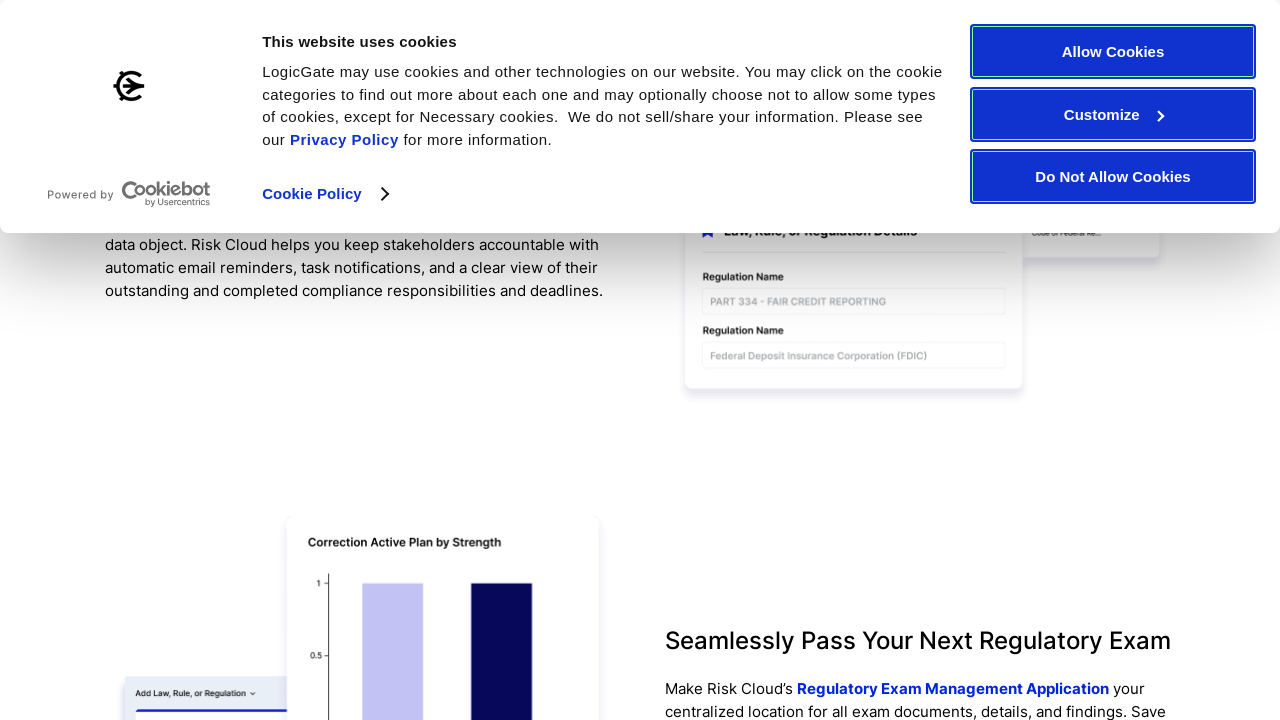 This website uses cookies
LogicGate may use cookies and other technologies on our website. You may click on the cookie
categories to find out more about each one and may optionally choose not to allow some types
of cookies, except for Necessary cookies.  We do not sell/share your information. Please see
our Privacy Policy for more information.
Cookie Policy
Powered by Cookiebot
by Usercentrics
Allow Cookies
Customize
Do Not Allow Cookies
data object. Risk Cloud helps you keep stakeholders accountable with
automatic email reminders, task notifications, and a clear view of their
outstanding and completed compliance responsibilities and deadlines.
Law, Rule, or Regulation Details
Code of Federal Re...
Regulation Name
PART 334 - FAIR CREDIT REPORTING
Regulation Name
Federal Deposit Insurance Corporation (FDIC)
Correction Active Plan by Strength
1
0.5
Add Law, Rule, or Regulation
Seamlessly Pass Your Next Regulatory Exam
Make Risk Cloud’s Regulatory Exam Management Application your
centralized location for all exam documents, details, and findings. Save